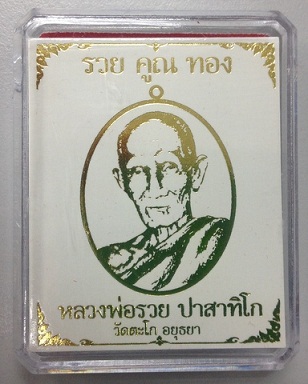 รวย คูณ ทอง
หลวงพ่อรวย ปาสาทิโก
วัดตะโก อยุธยา